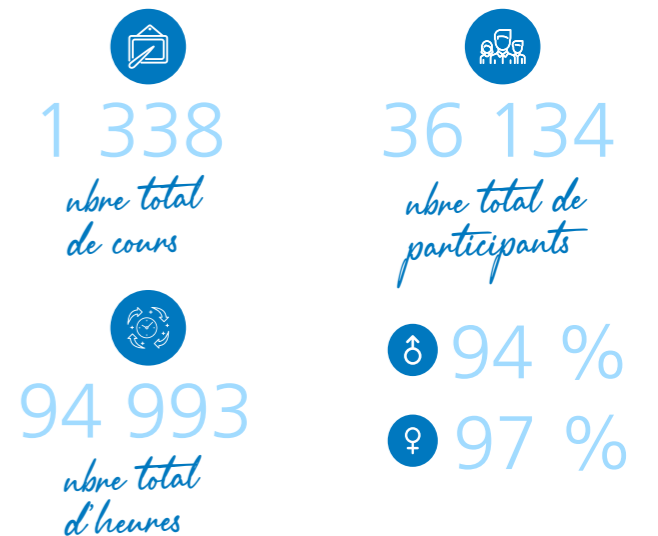 1 338
nbre total
de cours
36 134
nbre total de
participants
94 %
97 %
94 993
nbre total
d'heures